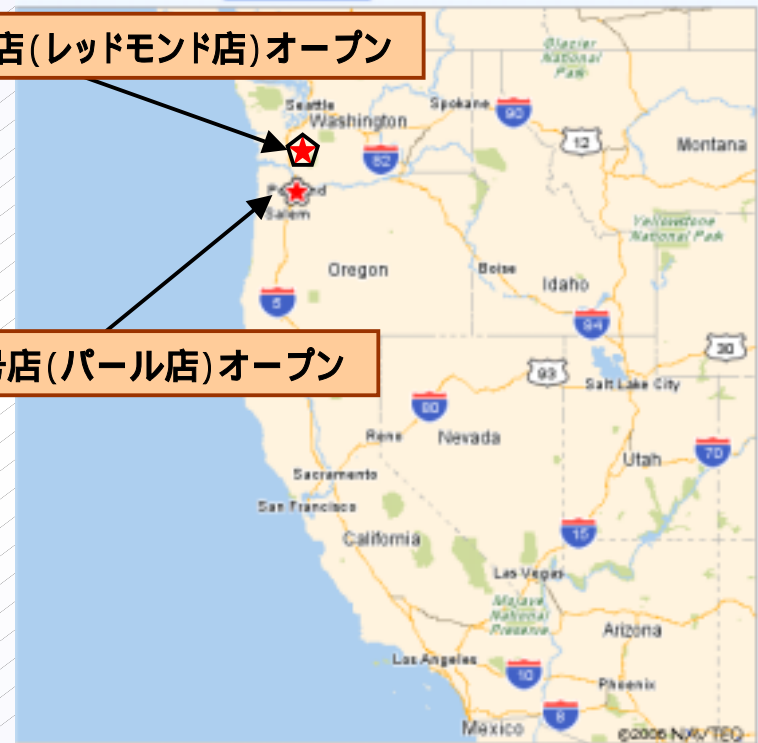 店(レッドモンド店)オープン
Glacier
National
Park
Seattle
Spokane
90
Washington
12
Montana
82
Salem
Yellowstone
National Park
Oregon
Boise
Idaho
5
84
30
93
Salt Lake City
号店(パール店)オープン
80
Reno
Nevada
70
Utah
Sacramento
San Francisco
15
California
Las Vegas
Mojave
National
Preserve
Arizona
Los Angeles
10
Phoenix
8
Mexico
©2006 NAVTEQ